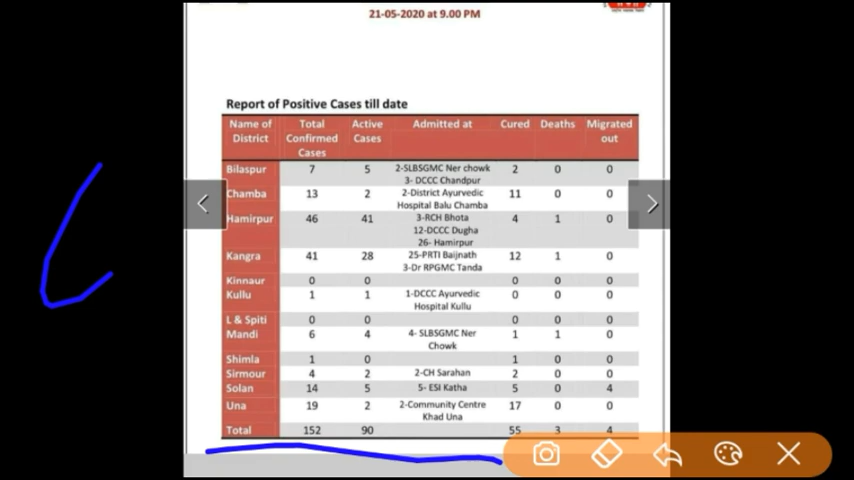 21-05-2020 at 9.00 PM
Report of Positive Cases till date
Name of District Total Confirmed Cases Active Cases Admitted at Cured Deaths Migrated out
Bilaspur 7 5 2-SLBSGMC Ner chowk 3- DCCC Chandpur 2 0 0
Chamba 13 2 2-District Ayurvedic Hospital Balu Chamba 11 0 0
Hamirpur 46 41 3-RCH Bhota 12-DCCC Dugha 26- Hamirpur 4 1 0
Kangra 41 28 25-PRTI Baijnath 3-Dr RPGMC Tanda 12 1 0
Kinnaur 0 0 0 0 0
Kullu 1 1 1-DCCC Ayurvedic Hospital Kullu 0 0 0
L & Spiti 0 0 0 0 0
Mandi 6 4 4- SLBSGMC Ner Chowk 1 1 0
Shimla 1 0 1 0 0
Sirmour 4 2 2-CH Sarahan 2 0 0
Solan 14 5 5- ESI Katha 5 0 4
Una 19 2 2-Community Centre Khad Una 17 0 0
Total 152 90 55 3 4